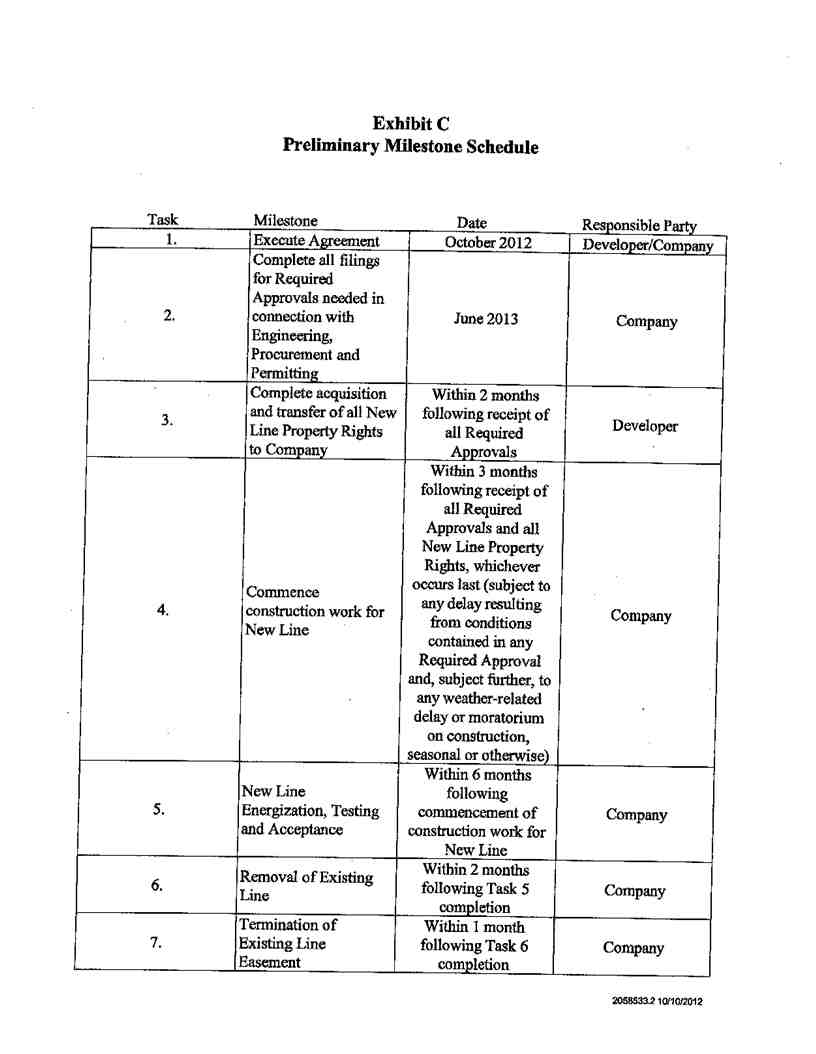 Exhibit C
Preliminary Milestone Schedule
Task Milestone Date Responsible Party
1. Execute Agreement October 2012 Developer/Company
2.
Complete all filings
for Required
Approvals needed in
connection with
Engineering,
Procurement and
Permitting
June 2013
Company
3.
Complete acquisition
and transfer of all New
Line Property Rights
to Company
Within 2 months
following receipt of
all Required
Approvals
Developer
4.
Commence
construction work for
New Line
Within 3 months
following receipt of
all Required
Approvals and all
New Line Property
Rights, whichever
occurs last (subject to
any delay resulting
from conditions
contained in any
Required Approval
and, subject further, to
any weather-related
delay or moratorium
on construction,
seasonal or otherwise)
Company
5.
New Line
Energization, Testing
and Acceptance
Within 6 months
following
commencement of
construction work for
New Line
Company
6.
Removal of Existing
Line
Within 2 months
following Task 5
completion
Company
7.
Termination of
Existing Line
Easement
Within 1 month
following Task 6
completion
Company
2058533.2 10/10/2012